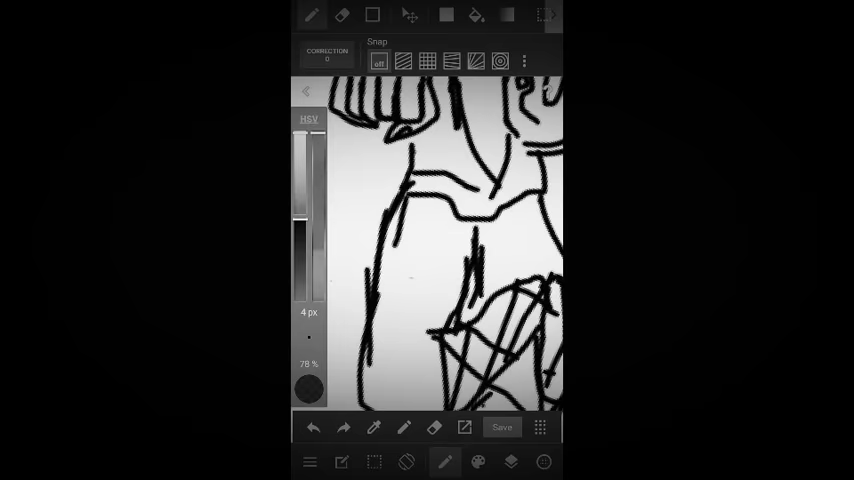 Snap
CORRECTION
0
off
HSV
4 px
78 %
Save